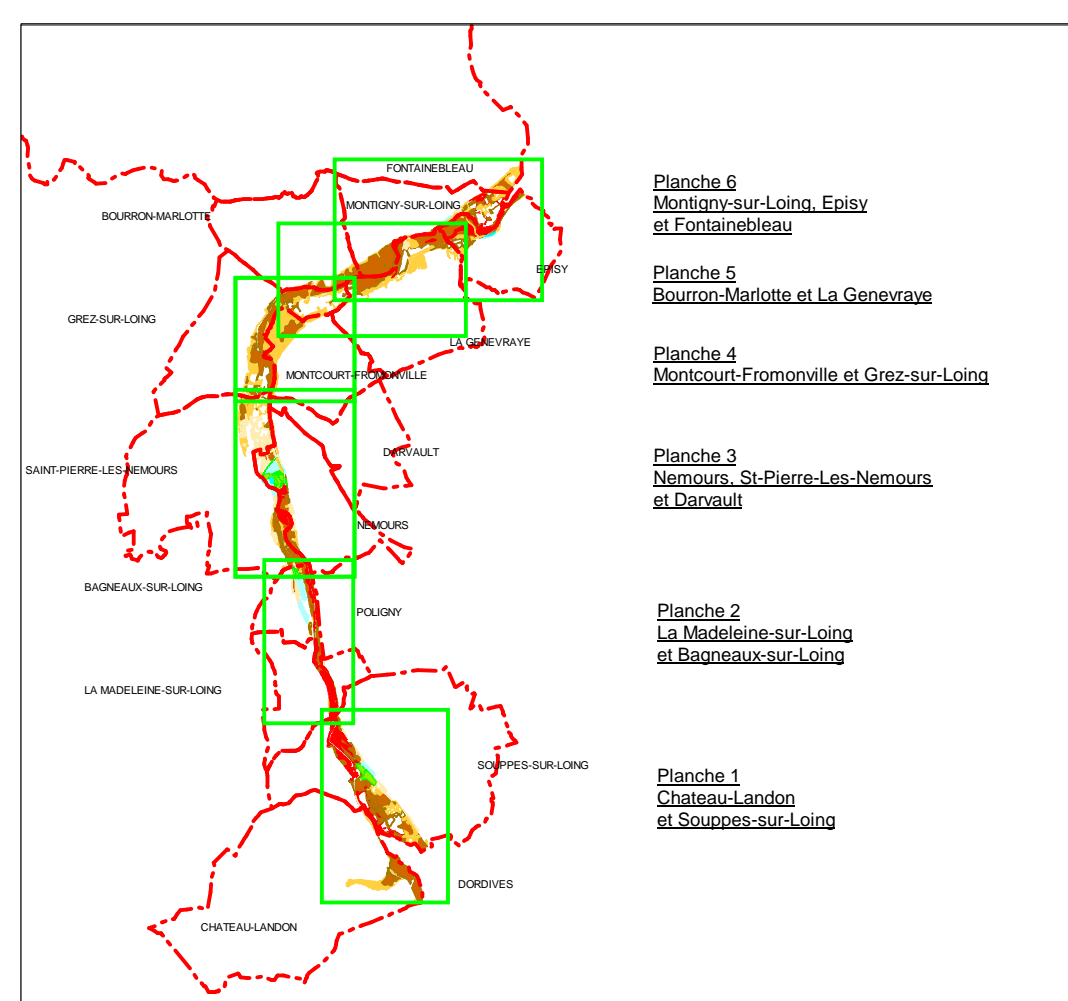 FONTAINEBLEAU
MONTIGNY-SUR-LOING
BOURRON-MARLOTTE
EPISY
GREZ-SUR-LOING
LA GENEVRAYE
MONTCOURT-FROMONVILLE
DARVAULT
SAINT-PIERRE-LES-NEMOURS
NEMOURS
BAGNEAUX-SUR-LOING
POLIGNY
LA MADELEINE-SUR-LOING
SOUPPES-SUR-LOING
DORDIVES
CHATEAU-LANDON
Planche 6
Montigny-sur-Loing, Episy
et Fontainebleau
Planche 5
Bourron-Marlotte et La Genevraye
Planche 4
Montcourt-Fromonville et Grez-sur-Loing
Planche 3
Nemours, St-Pierre-Les-Nemours
et Darvault
Planche 2
La Madeleine-sur-Loing
et Bagneaux-sur-Loing
Planche 1
Chateau-Landon
et Souppes-sur-Loing